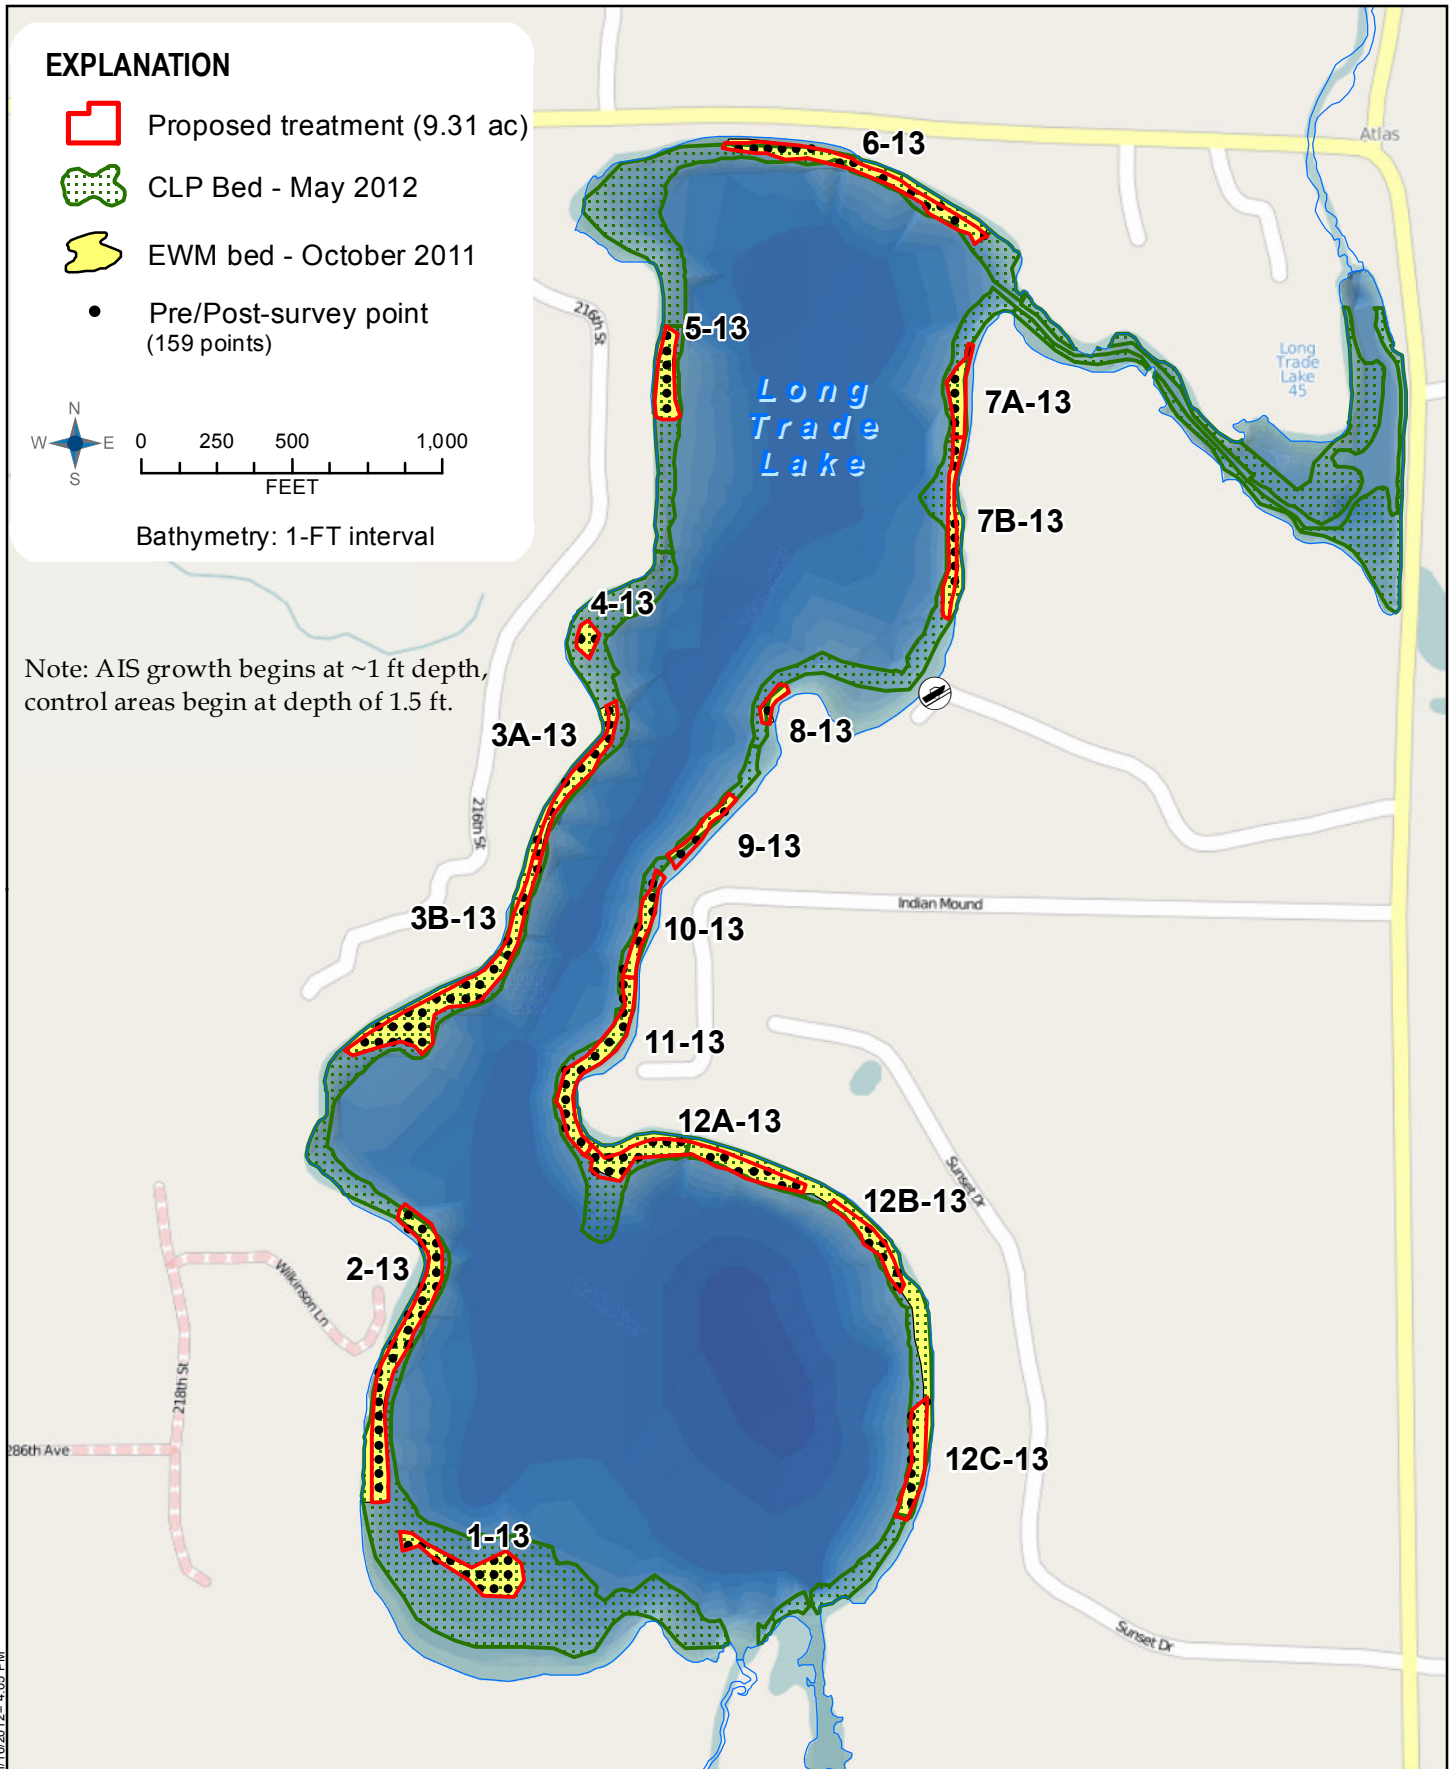 EXPLANATION
Proposed treatment (9.31 ac)
CLP Bed - May 2012
EWM bed - October 2011
Pre/Post-survey point
(159 points)
N
W E
S
0 250 500 1,000
FEET
Bathymetry: 1-FT interval
Note: AIS growth begins at ~1 ft depth,
control areas begin at depth of 1.5 ft.
Atlas
6-13
216th St
5-13
Long
Trade
Lake
Long
Trade
Lake
45
7A-13
7B-13
4-13
3A-13
8-13
216th St
9-13
Indian Mound
3B-13
10-13
11-13
12A-13
Sunset Dr
12B-13
2-13
Wilkinson Ln
218th St
286th Ave
12C-13
1-13
Sunset Dr